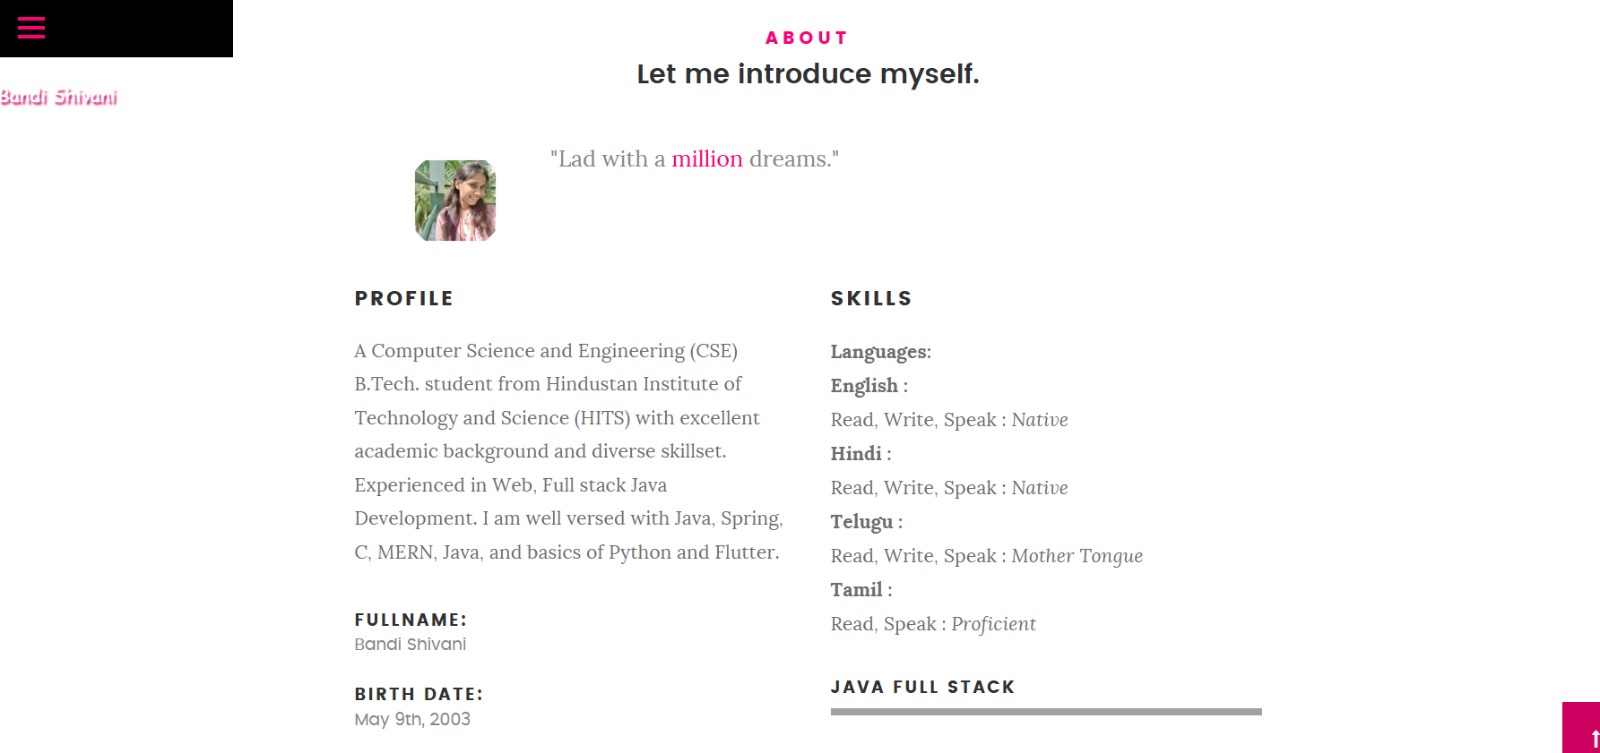 ABOUT
Let me introduce myself.
Bandi Shivani
"Lad with a million dreams."
PROFILE
A Computer Science and Engineering (CSE)
B.Tech. student from Hindustan Institute of
Technology and Science (HITS) with excellent
academic background and diverse skillset.
Experienced in Web, Full stack Java
Development. I am well versed with Java, Spring,
C, MERN, Java, and basics of Python and Flutter.
FULLNAME:
Bandi Shivani
BIRTH DATE:
May 9th, 2003
SKILLS
Languages:
English :
Read, Write, Speak : Native
Hindi :
Read, Write, Speak : Native
Telugu :
Read, Write, Speak : Mother Tongue
Tamil :
Read, Speak : Proficient
JAVA FULL STACK